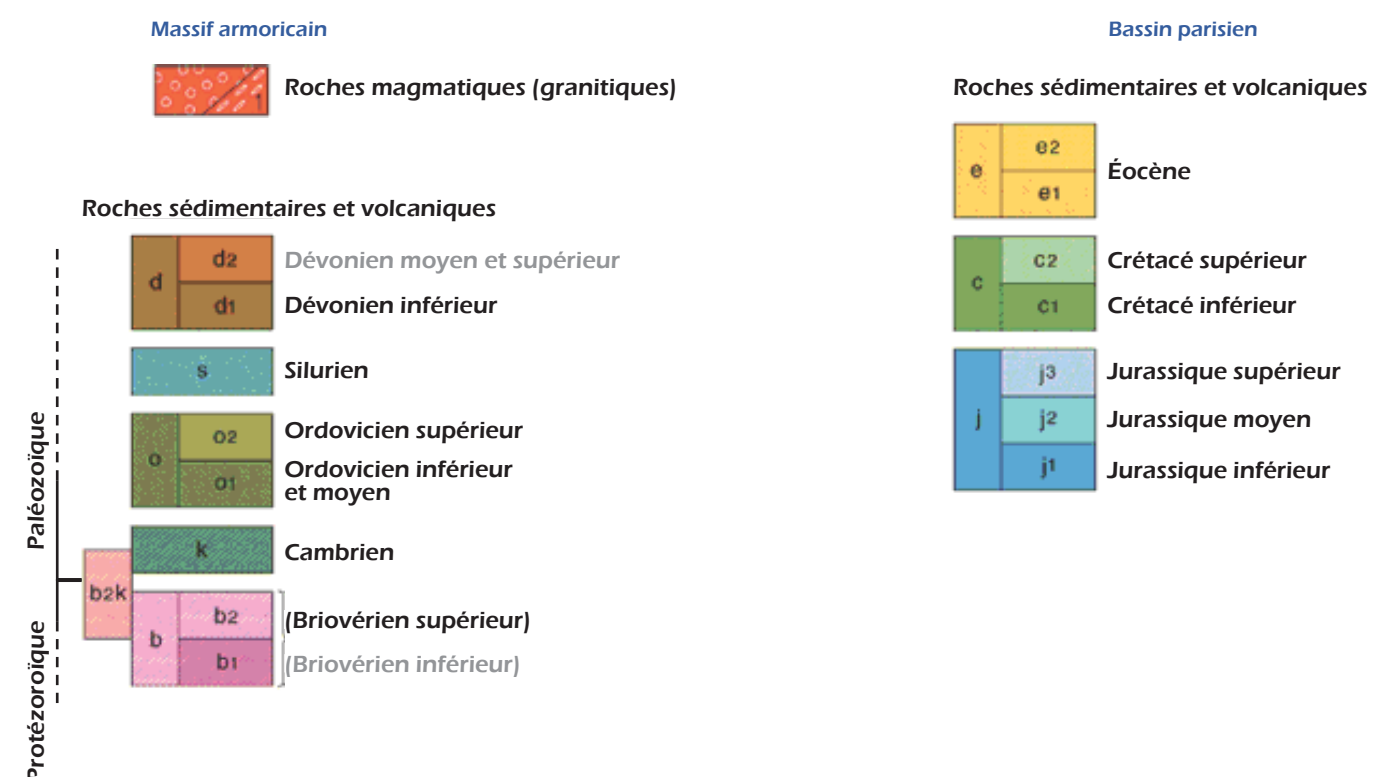 Massif armoricain
1
Roches magmatiques (granitiques)
Roches sédimentaires et volcaniques
d
d2
Dévonien moyen et supérieur
d1
Dévonien inférieur
s
Silurien
o
o2
Ordovicien supérieur
o1
Ordovicien inférieur
et moyen
k
Cambrien
b2k
b
b2
(Briovérien supérieur)
b1
(Briovérien inférieur)
Paléozoïque
Protézoroïque
Bassin parisien
Roches sédimentaires et volcaniques
e
e2
e1
Éocène
c
c2
Crétacé supérieur
c1
Crétacé inférieur
j
j3
Jurassique supérieur
j2
Jurassique moyen
j1
Jurassique inférieur